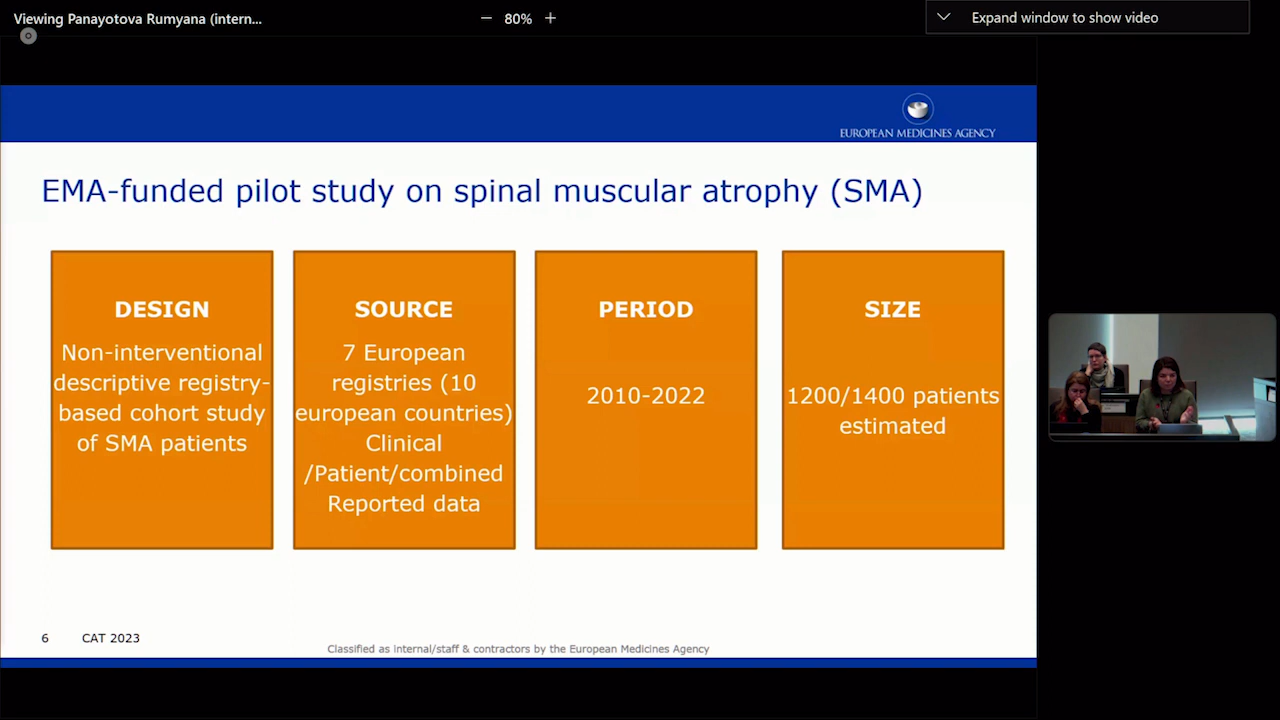 Viewing Panayotova Rumyana (intern...
80%
Expand window to show video
EUROPEAN MEDICINES AGENCY
EMA-funded pilot study on spinal muscular atrophy (SMA)
DESIGN
Non-interventional
descriptive registry-
based cohort study
of SMA patients
SOURCE
7 European
registries (10
european countries)
Clinical
/Patient/combined
Reported data
PERIOD
2010-2022
SIZE
1200/1400 patients
estimated
6 CAT 2023
Classified as internal/staff & contractors by the European Medicines Agency